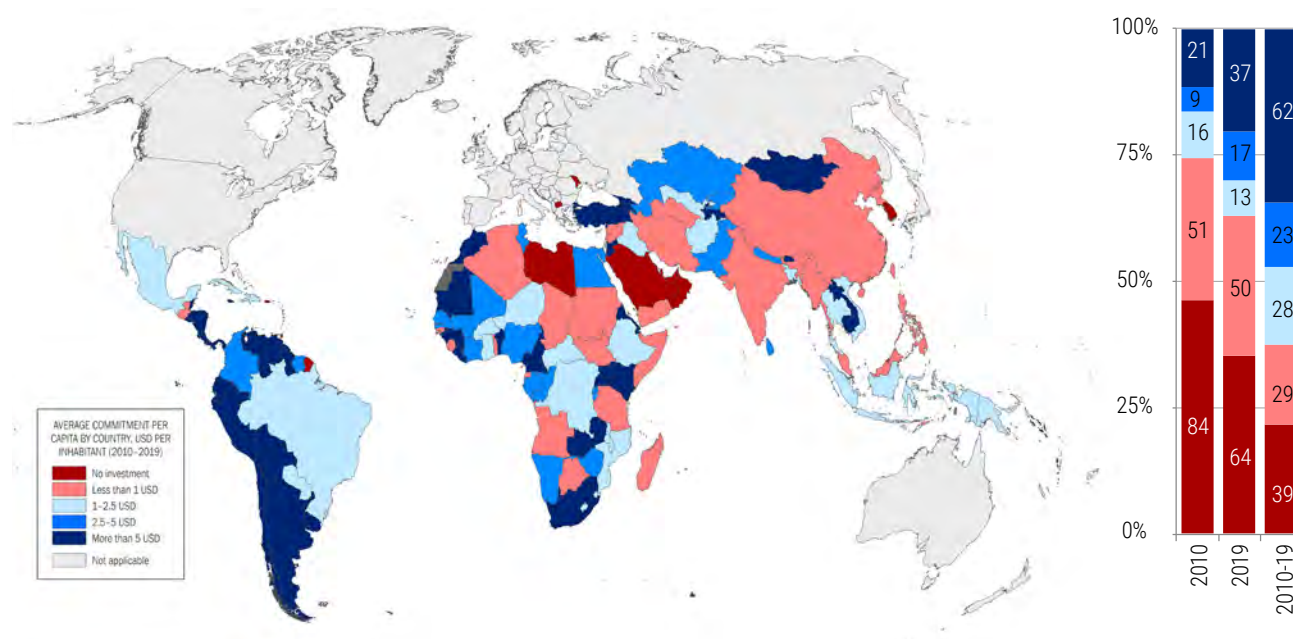 AVERAGE COMMITMENT PER
CAPITA BY COUNTRY, USD PER
INHABITANT (2010–2019)
No investment
Less than 1 USD
1–2.5 USD
2.5–5 USD
More than 5 USD
Not applicable
100%
75%
50%
25%
0%
21
9
16
51
84
2010
37
17
13
50
64
2019
62
23
28
29
39
2010-19